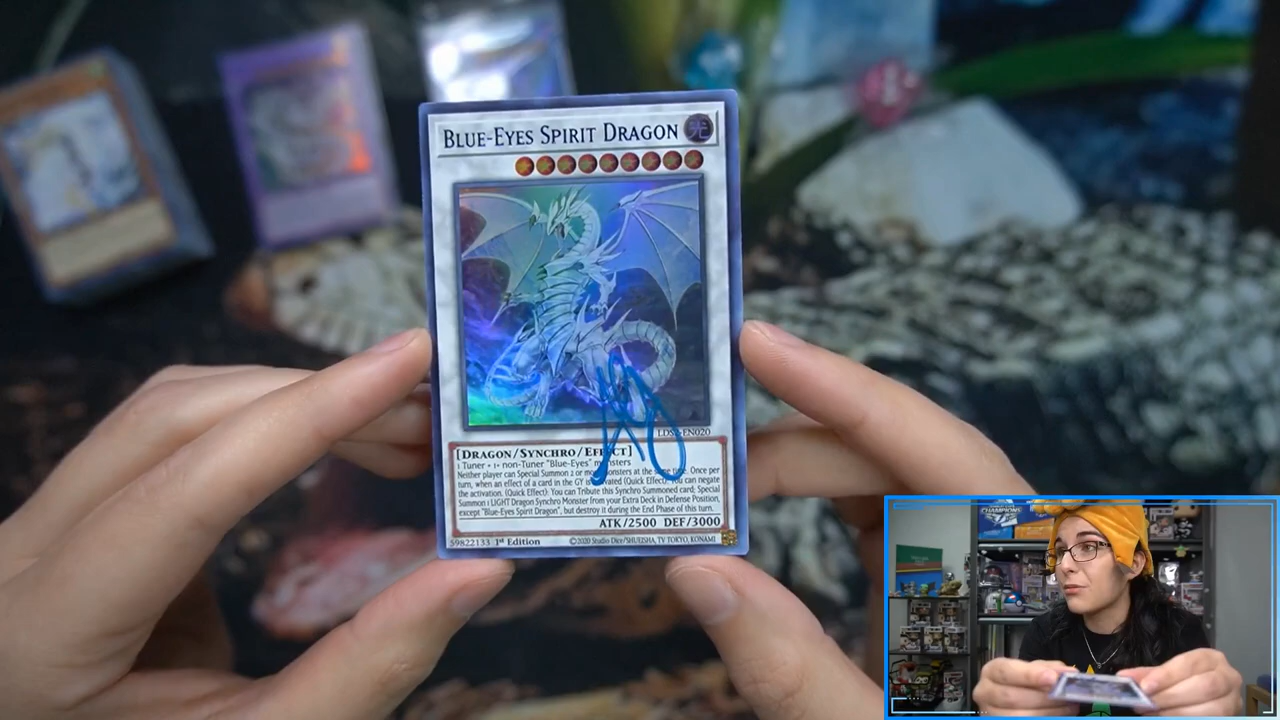 BLUE-EYES SPIRIT DRAGON 光
LDS2-EN020
[DRAGON/SYNCHRO/EFFECT]
1 Tuner + 1+ non-Tuner "Blue-Eyes" monsters
Neither player can Special Summon 2 or more monsters at the same time. Once per
turn, when an effect of a card in the GY is activated (Quick Effect): You can negate
the activation. (Quick Effect): You can Tribute this Synchro Summoned card; Special
Summon 1 LIGHT Dragon Synchro Monster from your Extra Deck in Defense Position,
except "Blue-Eyes Spirit Dragon", but destroy it during the End Phase of this turn.
ATK/2500 DEF/3000
59822133 1st Edition ©2020 Studio Dice/SHUEISHA, TV TOKYO, KONAMI
CHAMPIONS